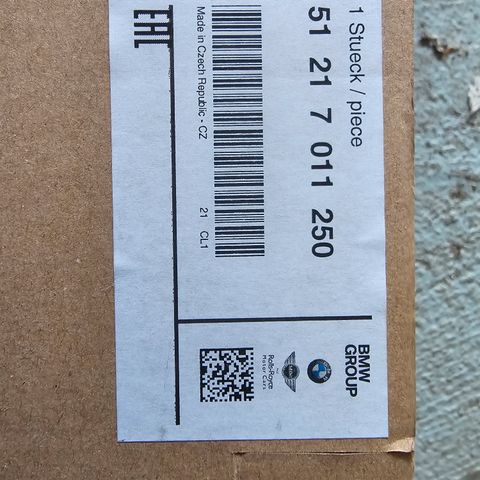 1 Stueck / piece
51 21 7 011 250
Made in Czech Republic - CZ
21 CL1
EAC
BMW
GROUP
Rolls-Royce
Motor Cars